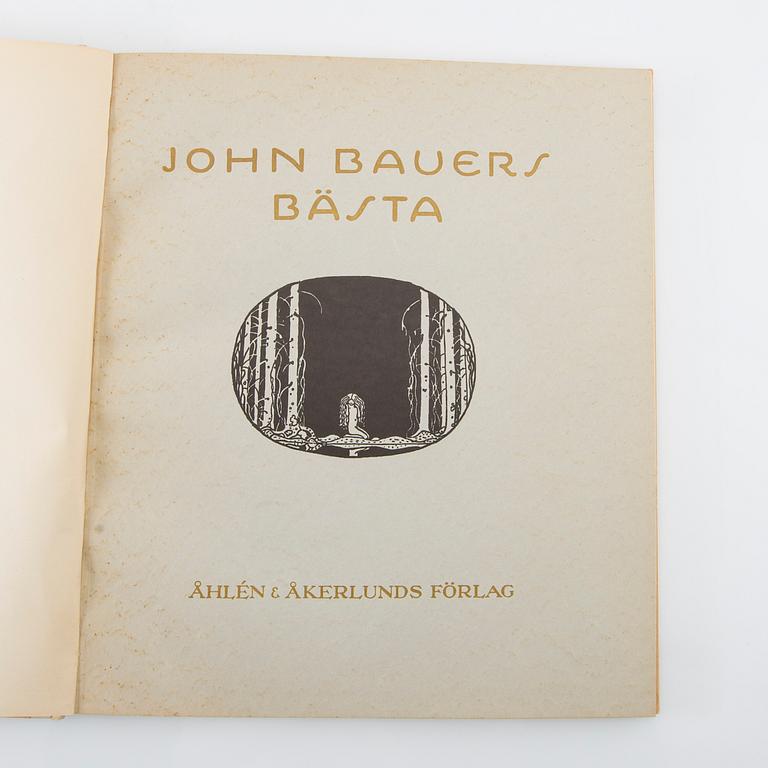 JOHN BAUERS
BÄSTA
ÅHLÉN & ÅKERLUNDS FÖRLAG